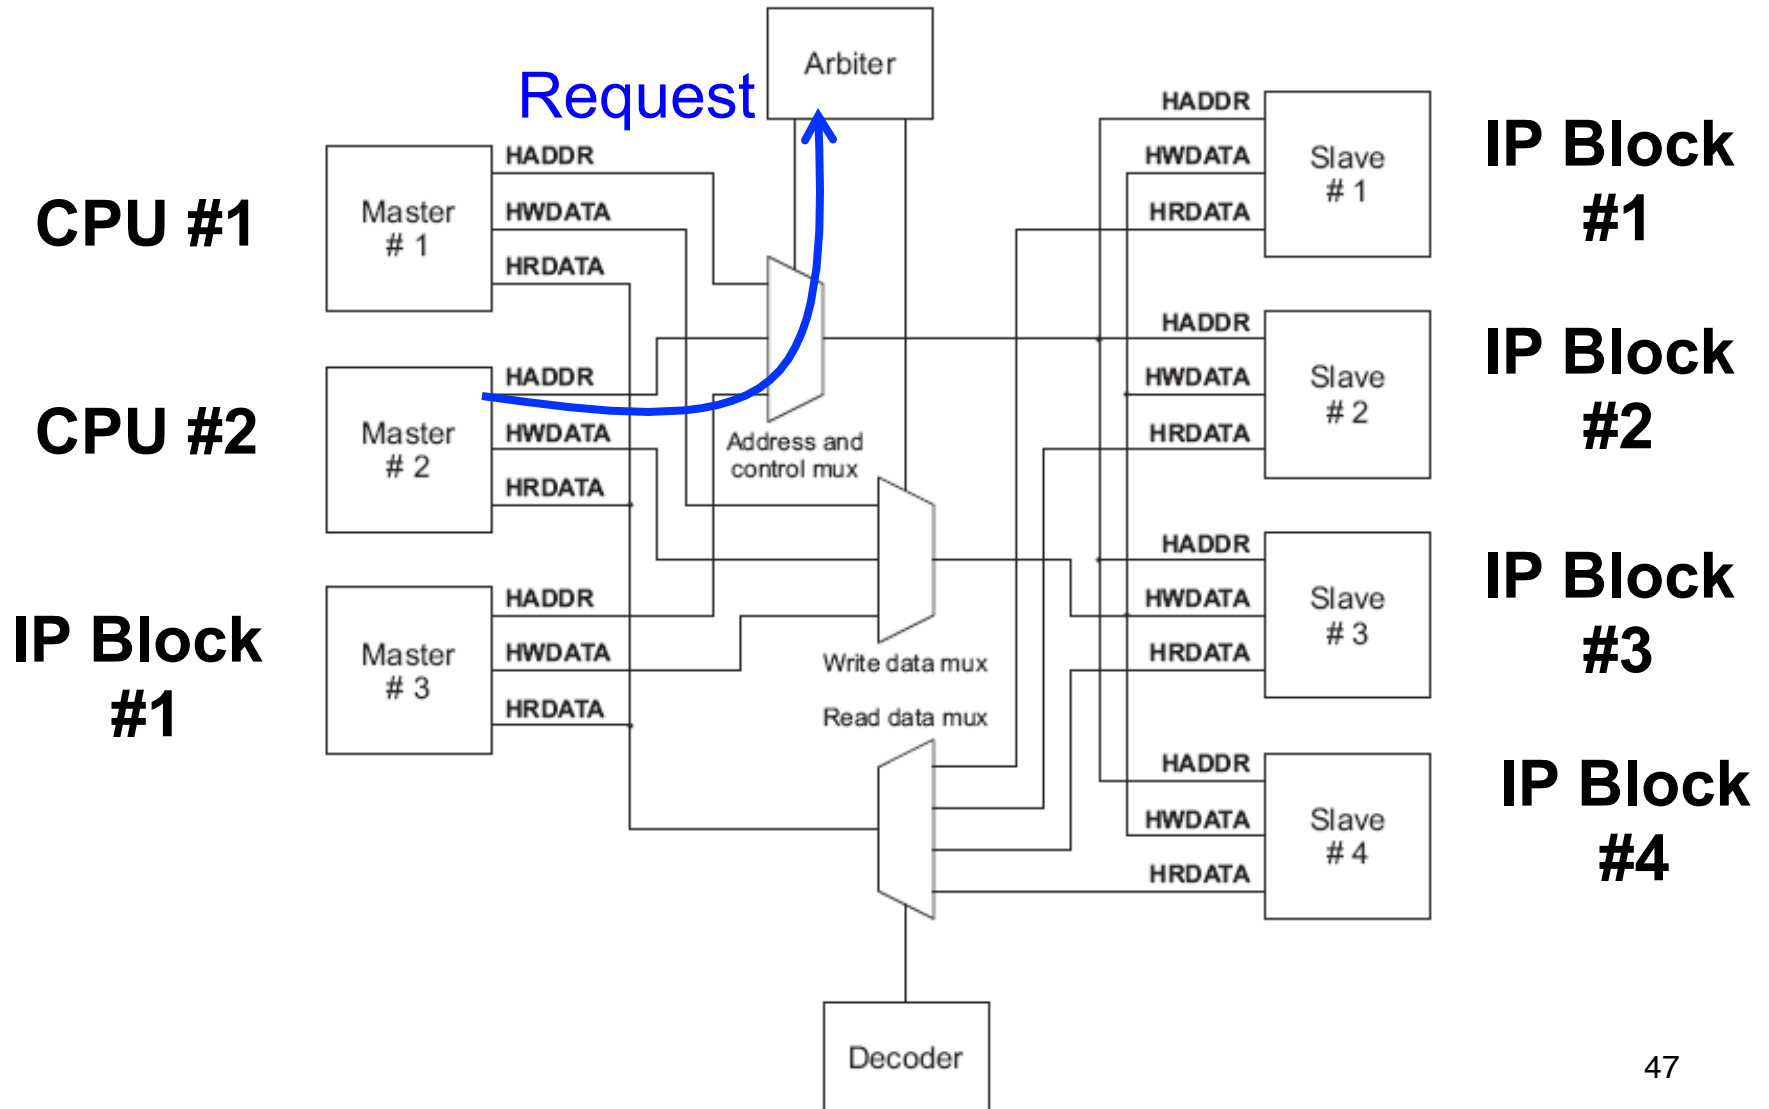 Arbiter
Request
CPU #1
Master
# 1
HADDR
HWDATA
HRDATA
CPU #2
Master
# 2
HADDR
HWDATA
HRDATA
IP Block
#1
Master
# 3
HADDR
HWDATA
HRDATA
Address and
control mux
Write data mux
Read data mux
HADDR
HWDATA
HRDATA
Slave
# 1
IP Block
#1
HADDR
HWDATA
HRDATA
Slave
# 2
IP Block
#2
HADDR
HWDATA
HRDATA
Slave
# 3
IP Block
#3
HADDR
HWDATA
HRDATA
Slave
# 4
IP Block
#4
Decoder
47